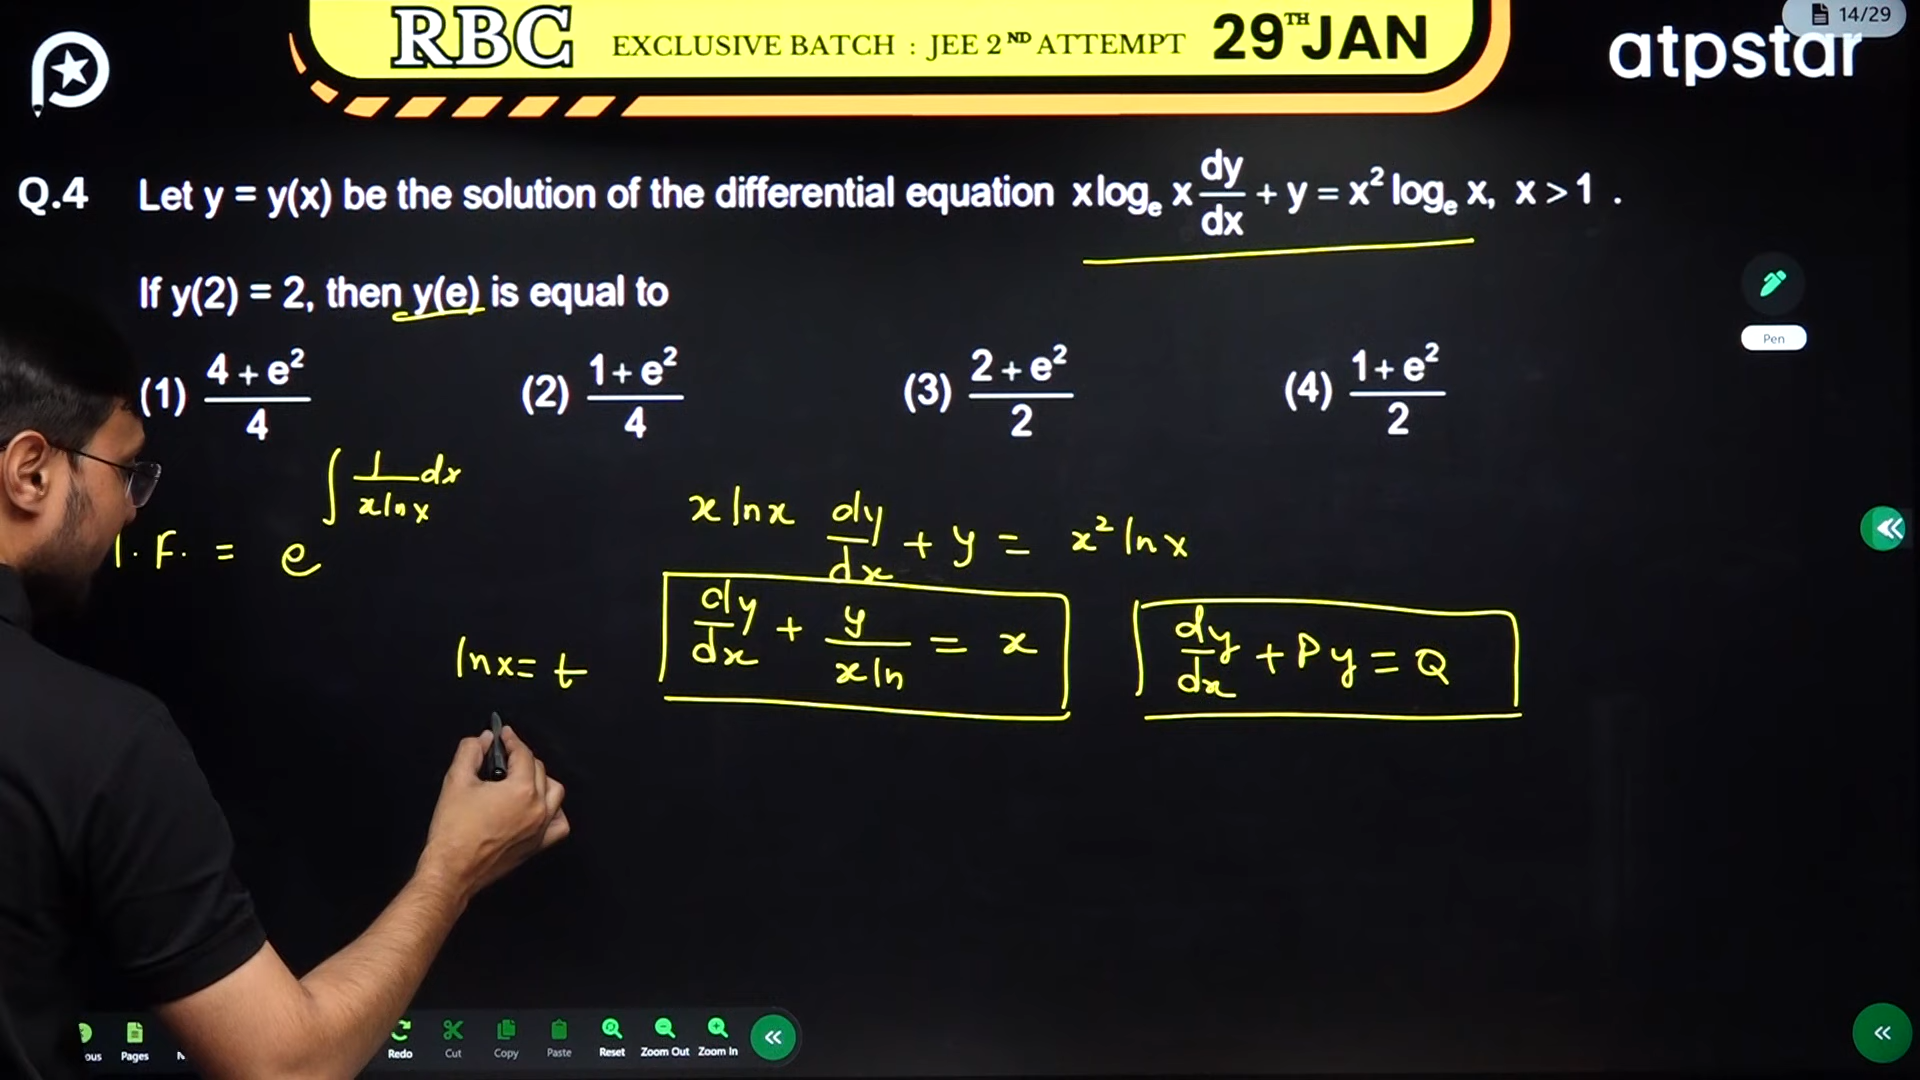 14/29
RBC EXCLUSIVE BATCH : JEE 2ND ATTEMPT 29TH JAN
atpstar
Q.4 Let y = y(x) be the solution of the differential equation x logₑ x dy/dx + y = x² logₑ x, x > 1 .
If y(2) = 2, then y(e) is equal to
(1) (4 + e²)/4 (2) (1 + e²)/4 (3) (2 + e²)/2 (4) (1 + e²)/2
Pen
I.F. = e^∫ 1/(x ln x) dx
x ln x dy/dx + y = x² ln x
dy/dx + y/(x ln) = x
dy/dx + Py = Q
ln x = t
ous Pages N Redo Cut Copy Paste Reset Zoom Out Zoom In